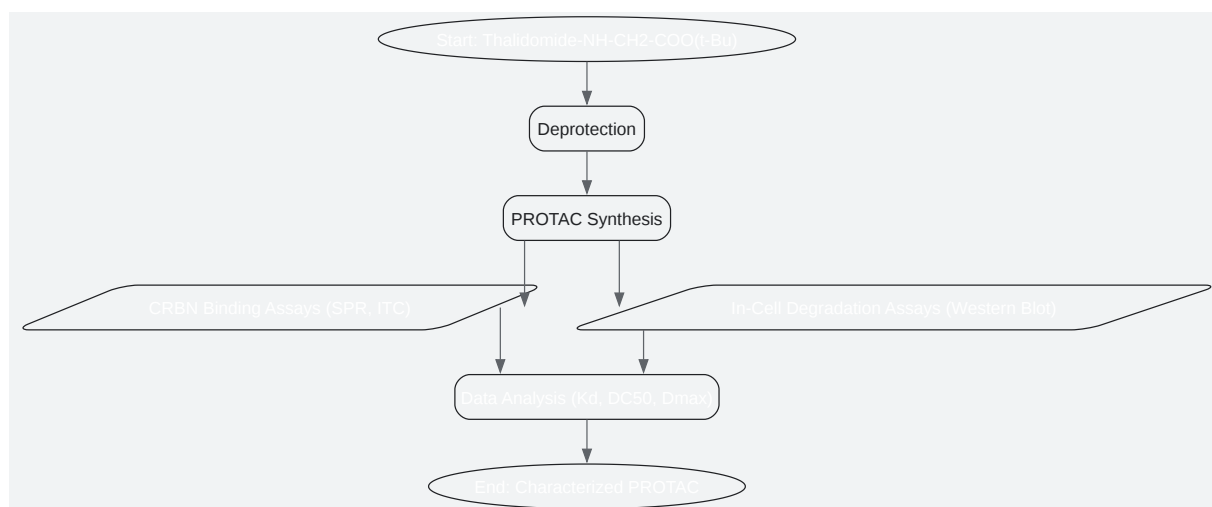 Start: Thalidomide-NH-CH2-COO(t-Bu)
Deprotection
PROTAC Synthesis
CRBN Binding Assays (SPR, ITC)
In-Cell Degradation Assays (Western Blot)
Data Analysis (Kd, DC50, Dmax)
End: Characterized PROTAC